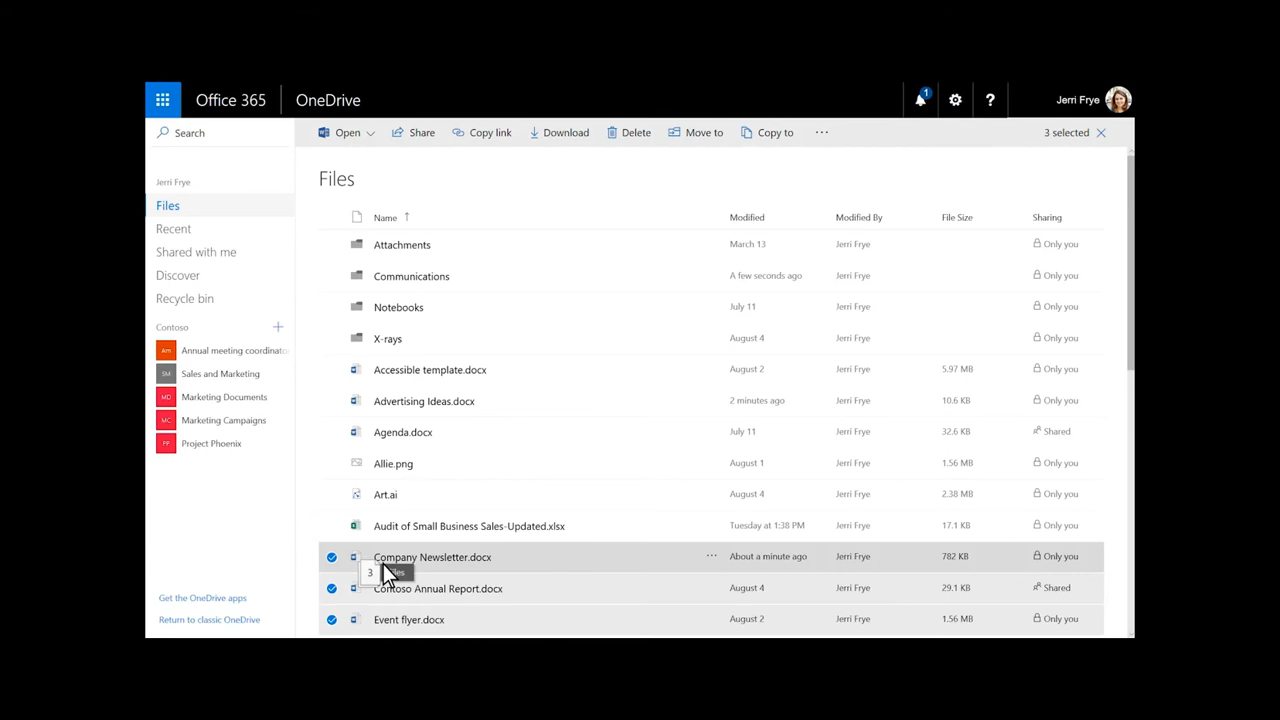 Office 365 OneDrive 1 ? Jerri Frye
Search Open Share Copy link Download Delete Move to Copy to ··· 3 selected
Files
Jerri Frye
Files
Recent
Shared with me
Discover
Recycle bin
Contoso
Am Annual meeting coordinato
SM Sales and Marketing
MD Marketing Documents
MC Marketing Campaigns
PP Project Phoenix
Get the OneDrive apps
Return to classic OneDrive
Name Modified Modified By File Size Sharing
Attachments March 13 Jerri Frye Only you
Communications A few seconds ago Jerri Frye Only you
Notebooks July 11 Jerri Frye Only you
X-rays August 4 Jerri Frye Only you
Accessible template.docx August 2 Jerri Frye 5.97 MB Only you
Advertising Ideas.docx 2 minutes ago Jerri Frye 10.6 KB Only you
Agenda.docx July 11 Jerri Frye 32.6 KB Shared
Allie.png August 1 Jerri Frye 1.56 MB Only you
Art.ai August 4 Jerri Frye 2.38 MB Only you
Audit of Small Business Sales-Updated.xlsx Tuesday at 1:38 PM Jerri Frye 17.1 KB Only you
Company Newsletter.docx ··· About a minute ago Jerri Frye 782 KB Only you
3
Contoso Annual Report.docx August 4 Jerri Frye 29.1 KB Shared
Event flyer.docx August 2 Jerri Frye 1.56 MB Only you